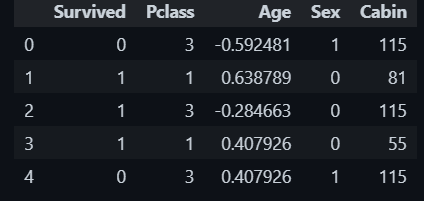 Survived Pclass Age Sex Cabin
0 0 3 -0.592481 1 115
1 1 1 0.638789 0 81
2 1 3 -0.284663 0 115
3 1 1 0.407926 0 55
4 0 3 0.407926 1 115